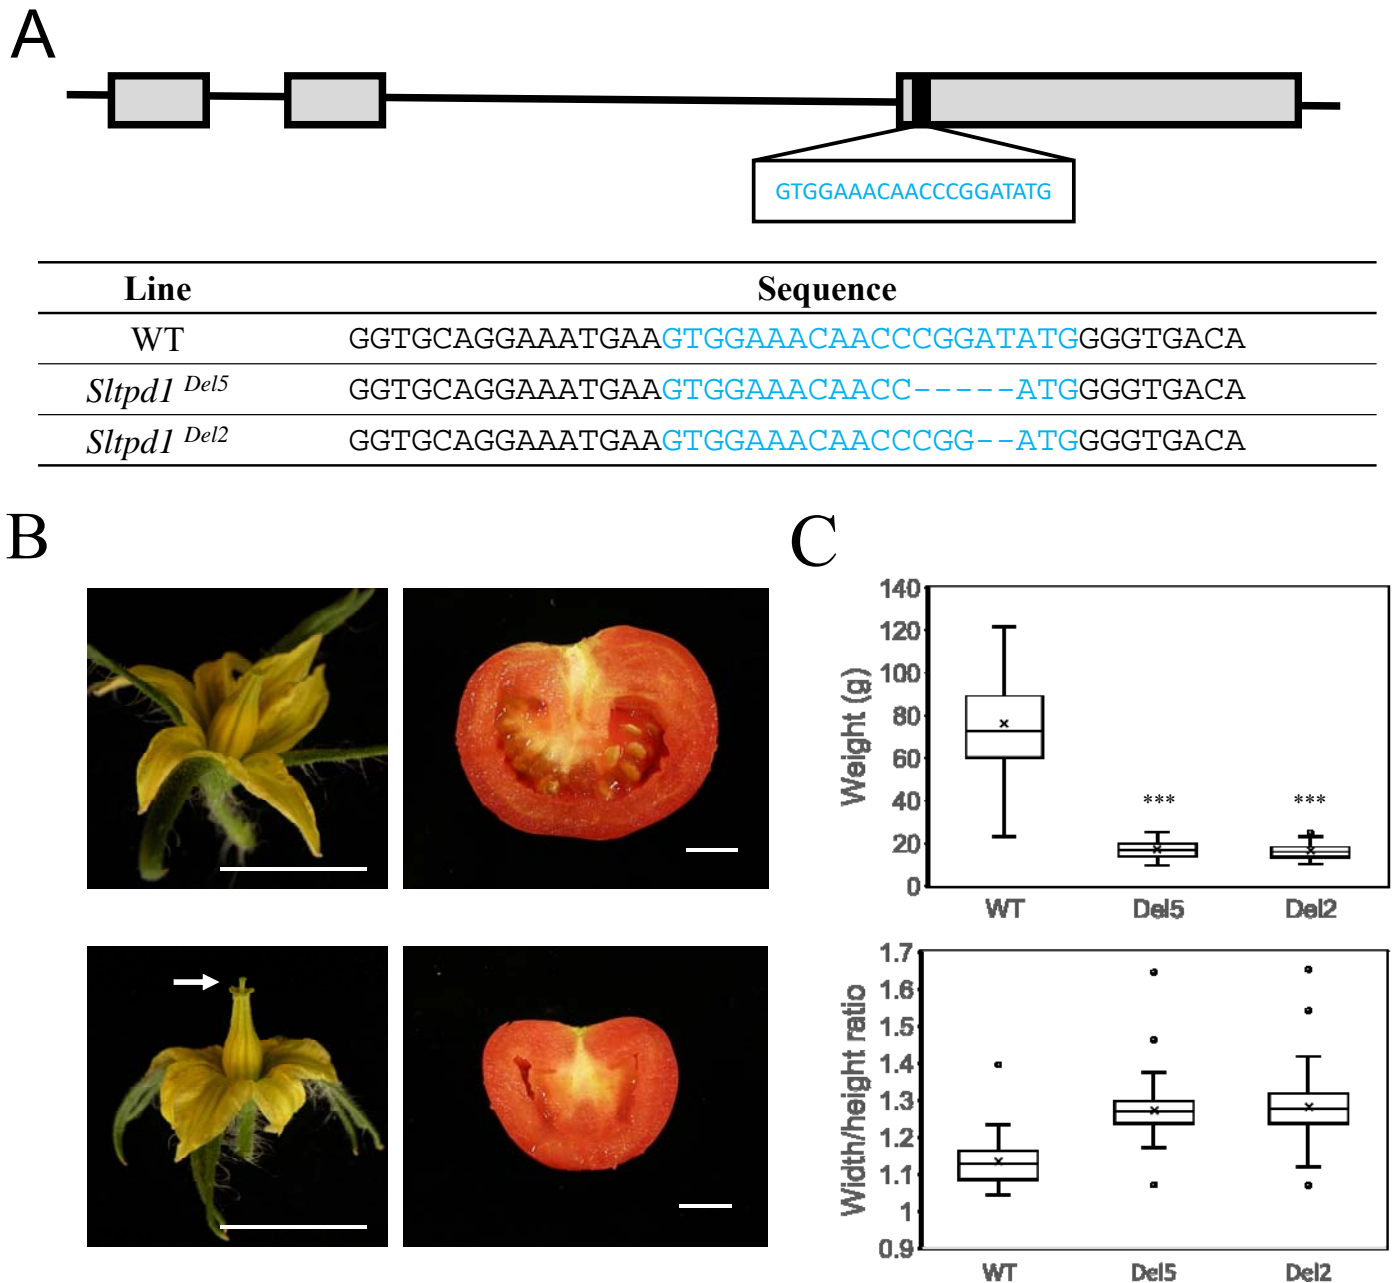 A
GTGGAAACAACCCGGATATG
Line Sequence
WT GGTGCAGGAAATGAAGTGGAAACAACCCGGATATGGGGTGACA
Sltpd1 Del5 GGTGCAGGAAATGAAGTGGAAACAACC-----ATGGGGTGACA
Sltpd1 Del2 GGTGCAGGAAATGAAGTGGAAACAACCCGG--ATGGGGTGACA
B
C
Weight (g)
140
120
100
80
60
40
20
0
*** ***
WT Del5 Del2
Width/height ratio
1.7
1.6
1.5
1.4
1.3
1.2
1.1
1
0.9
WT Del5 Del2